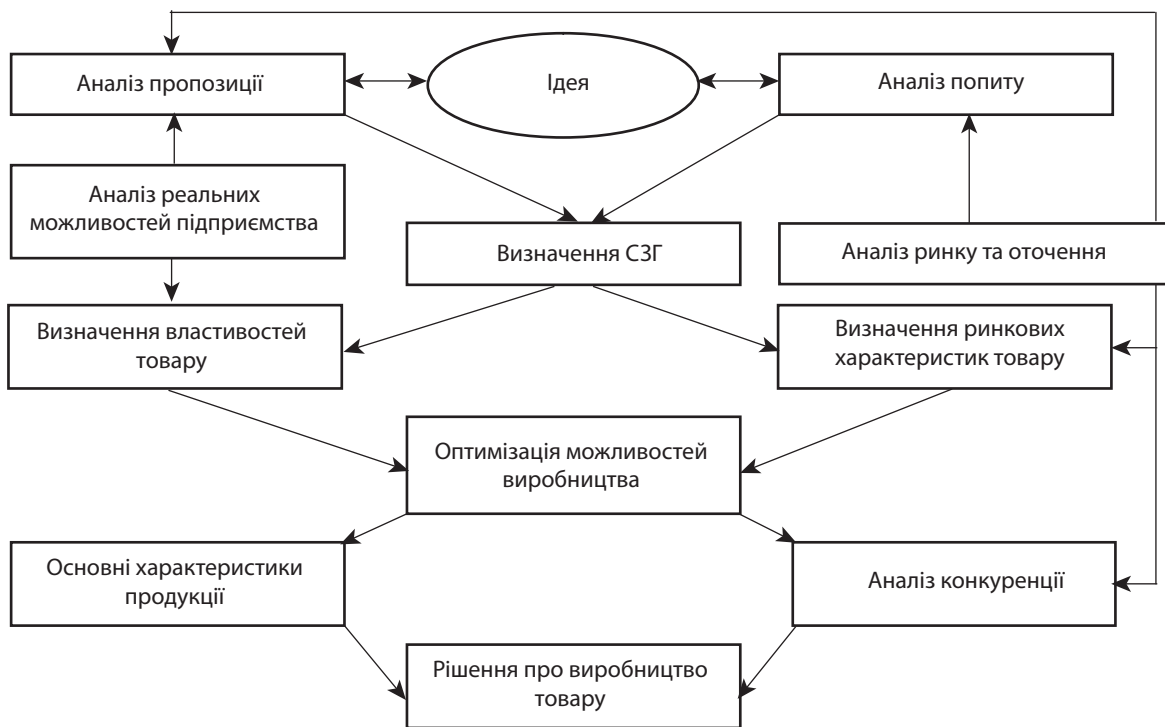 Аналіз пропозиції
Ідея
Аналіз попиту
Аналіз реальних
можливостей підприємства
Визначення СЗГ
Аналіз ринку та оточення
Визначення властивостей
товару
Визначення ринкових
характеристик товару
Оптимізація можливостей
виробництва
Основні характеристики
продукції
Аналіз конкуренції
Рішення про виробництво
товару